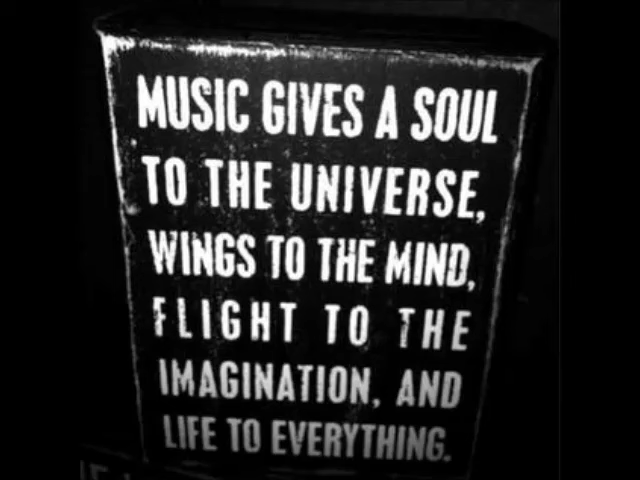 MUSIC GIVES A SOUL
TO THE UNIVERSE,
WINGS TO THE MIND,
FLIGHT TO THE
IMAGINATION, AND
LIFE TO EVERYTHING.